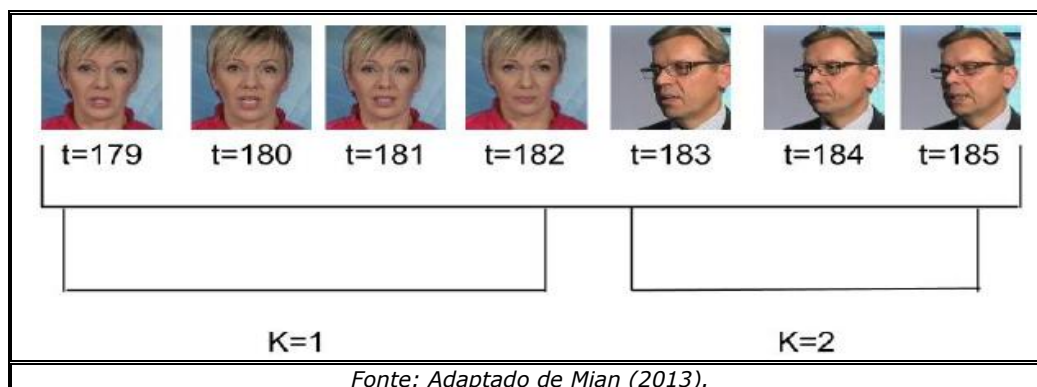 t=179 t=180 t=181 t=182 t=183 t=184 t=185
K=1 K=2
Fonte: Adaptado de Mian (2013).